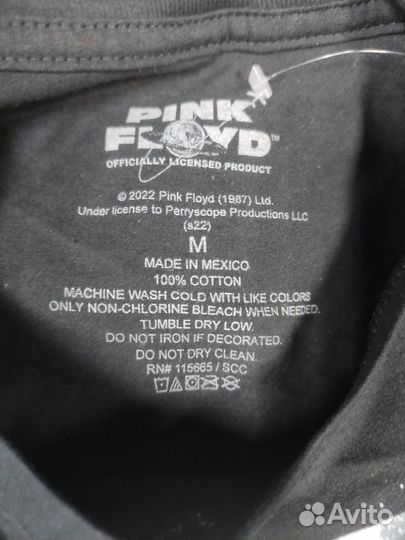 PINK
FLOYD™
OFFICIALLY LICENSED PRODUCT
© 2022 Pink Floyd (1987) Ltd.
Under license to Perryscope Productions LLC
(s22)
M
MADE IN MEXICO
100% COTTON
MACHINE WASH COLD WITH LIKE COLORS
ONLY NON-CHLORINE BLEACH WHEN NEEDED.
TUMBLE DRY LOW.
DO NOT IRON IF DECORATED.
DO NOT DRY CLEAN.
RN# 115665 / SCC
Avito